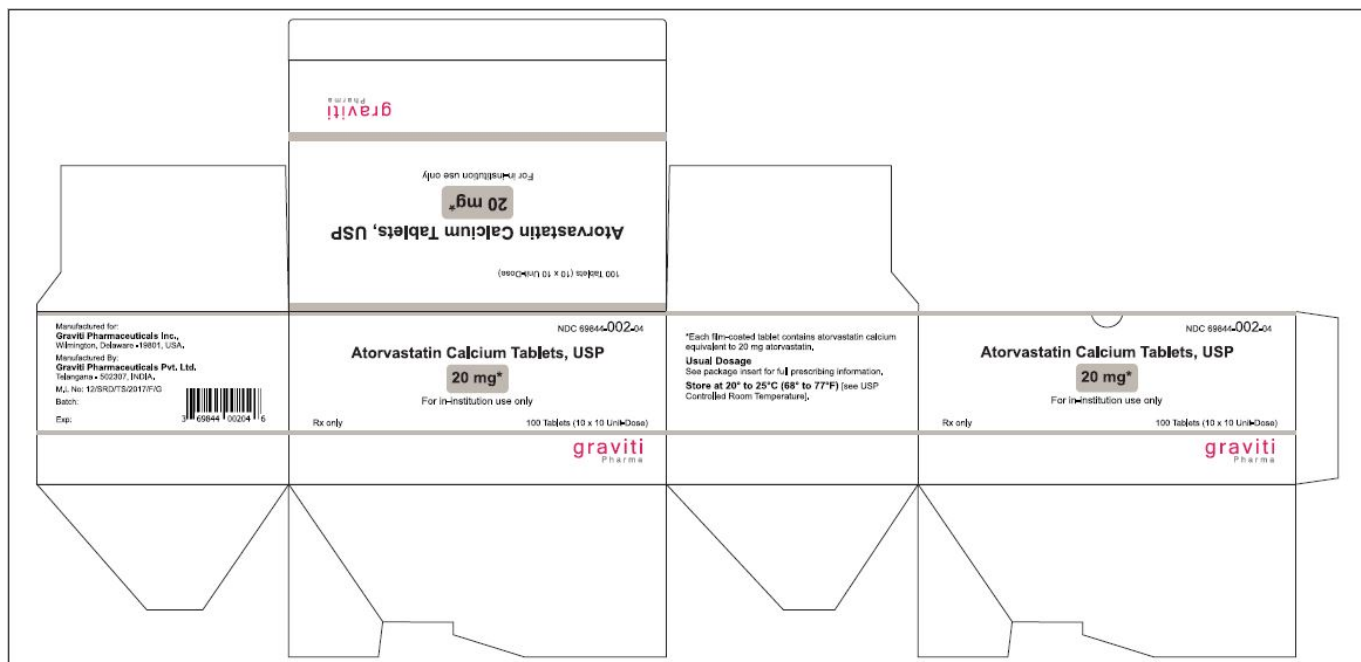 graviti
Pharma
For in-institution use only
20 mg*
Atorvastatin Calcium Tablets, USP
100 Tablets (10 x 10 Unit-Dose)
Manufactured for:
Graviti Pharmaceuticals Inc.,
Wilmington, Delaware - 19801, USA.
Manufactured By:
Graviti Pharmaceuticals Pvt. Ltd.
Telangana - 502307, INDIA.
M.L. No: 12/SRD/TS/2017/F/G
Batch:
Exp:
3 69844 00204 6
NDC 69844-002-04
Atorvastatin Calcium Tablets, USP
20 mg*
For in-institution use only
Rx only 100 Tablets (10 x 10 Unit-Dose)
graviti
Pharma
*Each film-coated tablet contains atorvastatin calcium
equivalent to 20 mg atorvastatin.
Usual Dosage
See package insert for full prescribing information.
Store at 20° to 25°C (68° to 77°F) [see USP
Controlled Room Temperature].
NDC 69844-002-04
Atorvastatin Calcium Tablets, USP
20 mg*
For in-institution use only
Rx only 100 Tablets (10 x 10 Unit-Dose)
graviti
Pharma